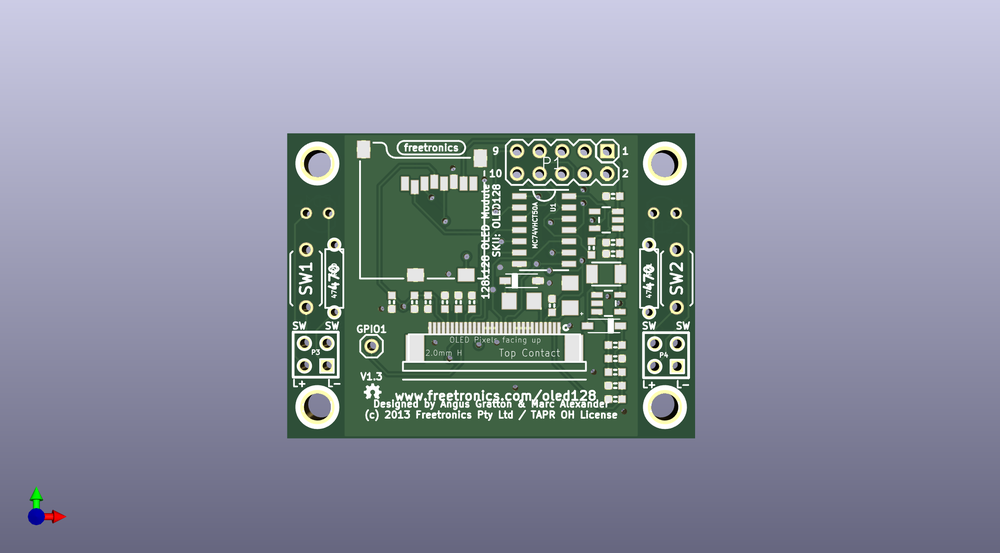 freetronics
9
1
P1
10
2
128x128 OLED Module
SKU: OLED128
MC74VHCT50A
U1
SW1
470
470
SW2
470
470
SW SW
SW SW
GPIO1
P3
P4
L+ L-
L+ L-
OLED Pixels facing up
2.0mm H
Top Contact
V1.3
www.freetronics.com/oled128
Designed by Angus Gratton & Marc Alexander
(c) 2013 Freetronics Pty Ltd / TAPR OH License